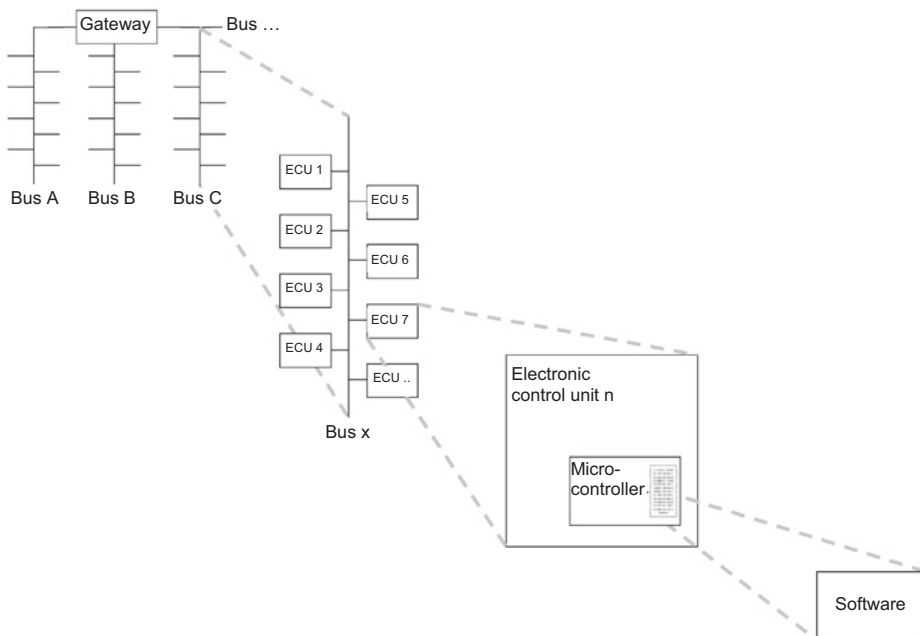 Gateway
Bus …
Bus A
Bus B
Bus C
ECU 1
ECU 5
ECU 2
ECU 6
ECU 3
ECU 7
ECU 4
ECU ..
Bus x
Electronic
control unit n
Micro-
controller.
Software